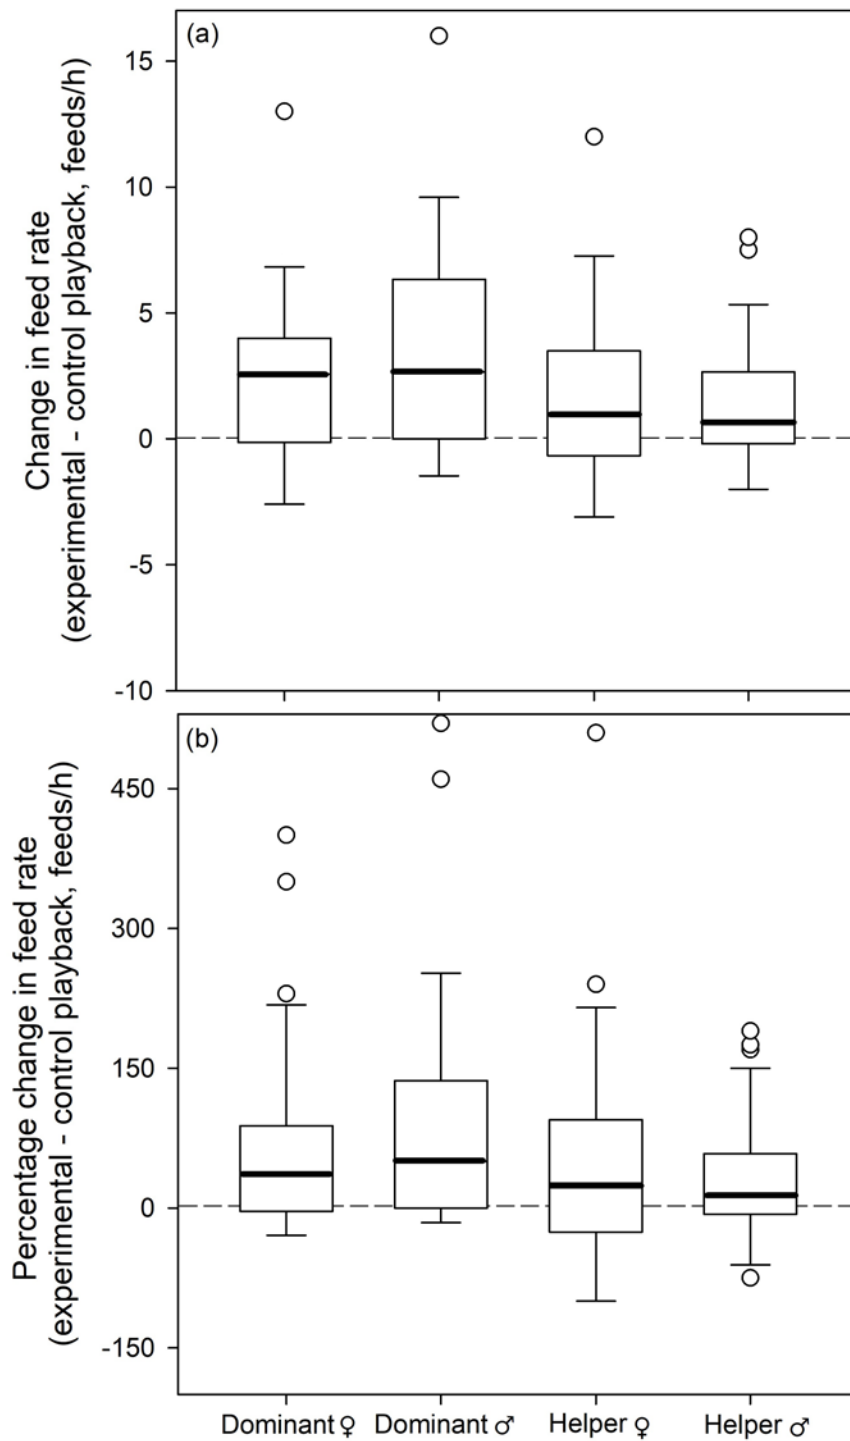 (a)
15
10
5
0
-5
-10
Change in feed rate
(experimental - control playback, feeds/h)
(b)
450
300
150
0
-150
Percentage change in feed rate
(experimental - control playback, feeds/h)
Dominant ♀ Dominant ♂ Helper ♀ Helper ♂